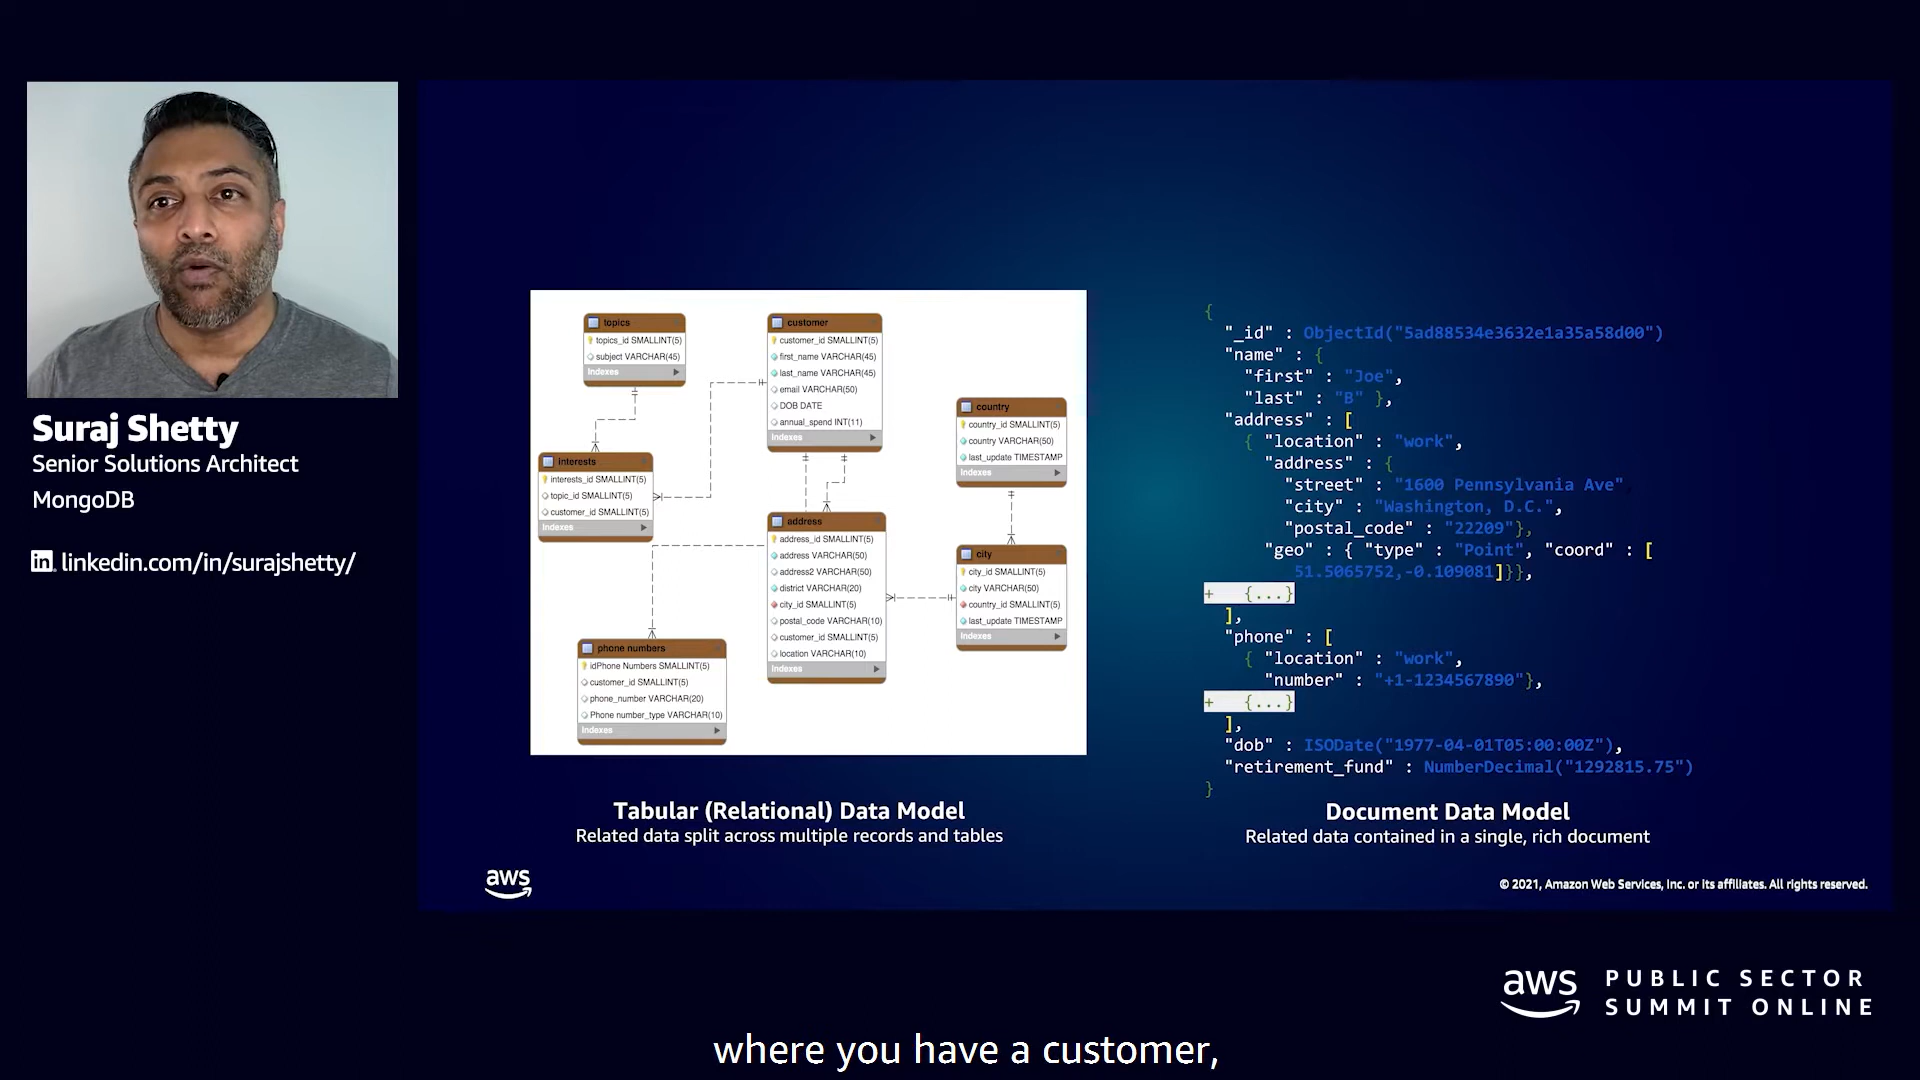 Suraj Shetty
Senior Solutions Architect
MongoDB
in linkedin.com/in/surajshetty/
topics
topics_id SMALLINT(5)
subject VARCHAR(45)
Indexes
customer
customer_id SMALLINT(5)
first_name VARCHAR(45)
last_name VARCHAR(45)
email VARCHAR(50)
DOB DATE
annual_spend INT(11)
Indexes
country
country_id SMALLINT(5)
country VARCHAR(50)
last_update TIMESTAMP
Indexes
interests
interests_id SMALLINT(5)
topic_id SMALLINT(5)
customer_id SMALLINT(5)
Indexes
address
address_id SMALLINT(5)
address VARCHAR(50)
address2 VARCHAR(50)
district VARCHAR(20)
city_id SMALLINT(5)
postal_code VARCHAR(10)
customer_id SMALLINT(5)
location VARCHAR(10)
Indexes
city
city_id SMALLINT(5)
city VARCHAR(50)
country_id SMALLINT(5)
last_update TIMESTAMP
Indexes
phone numbers
idPhone Numbers SMALLINT(5)
customer_id SMALLINT(5)
phone_number VARCHAR(20)
Phone number_type VARCHAR(10)
Indexes
Tabular (Relational) Data Model
Related data split across multiple records and tables
{
"_id" : ObjectId("5ad88534e3632e1a35a58d00")
"name" : {
"first" : "Joe",
"last" : "B" },
"address" : [
{ "location" : "work",
"address" : {
"street" : "1600 Pennsylvania Ave",
"city" : "Washington, D.C.",
"postal_code" : "22209"},
"geo" : { "type" : "Point", "coord" : [
51.5065752,-0.109081]}},
+ {...}
],
"phone" : [
{ "location" : "work",
"number" : "+1-1234567890"},
+ {...}
],
"dob" : ISODate("1977-04-01T05:00:00Z"),
"retirement_fund" : NumberDecimal("1292815.75")
}
Document Data Model
Related data contained in a single, rich document
aws
© 2021, Amazon Web Services, Inc. or its affiliates. All rights reserved.
aws PUBLIC SECTOR
SUMMIT ONLINE
where you have a customer,